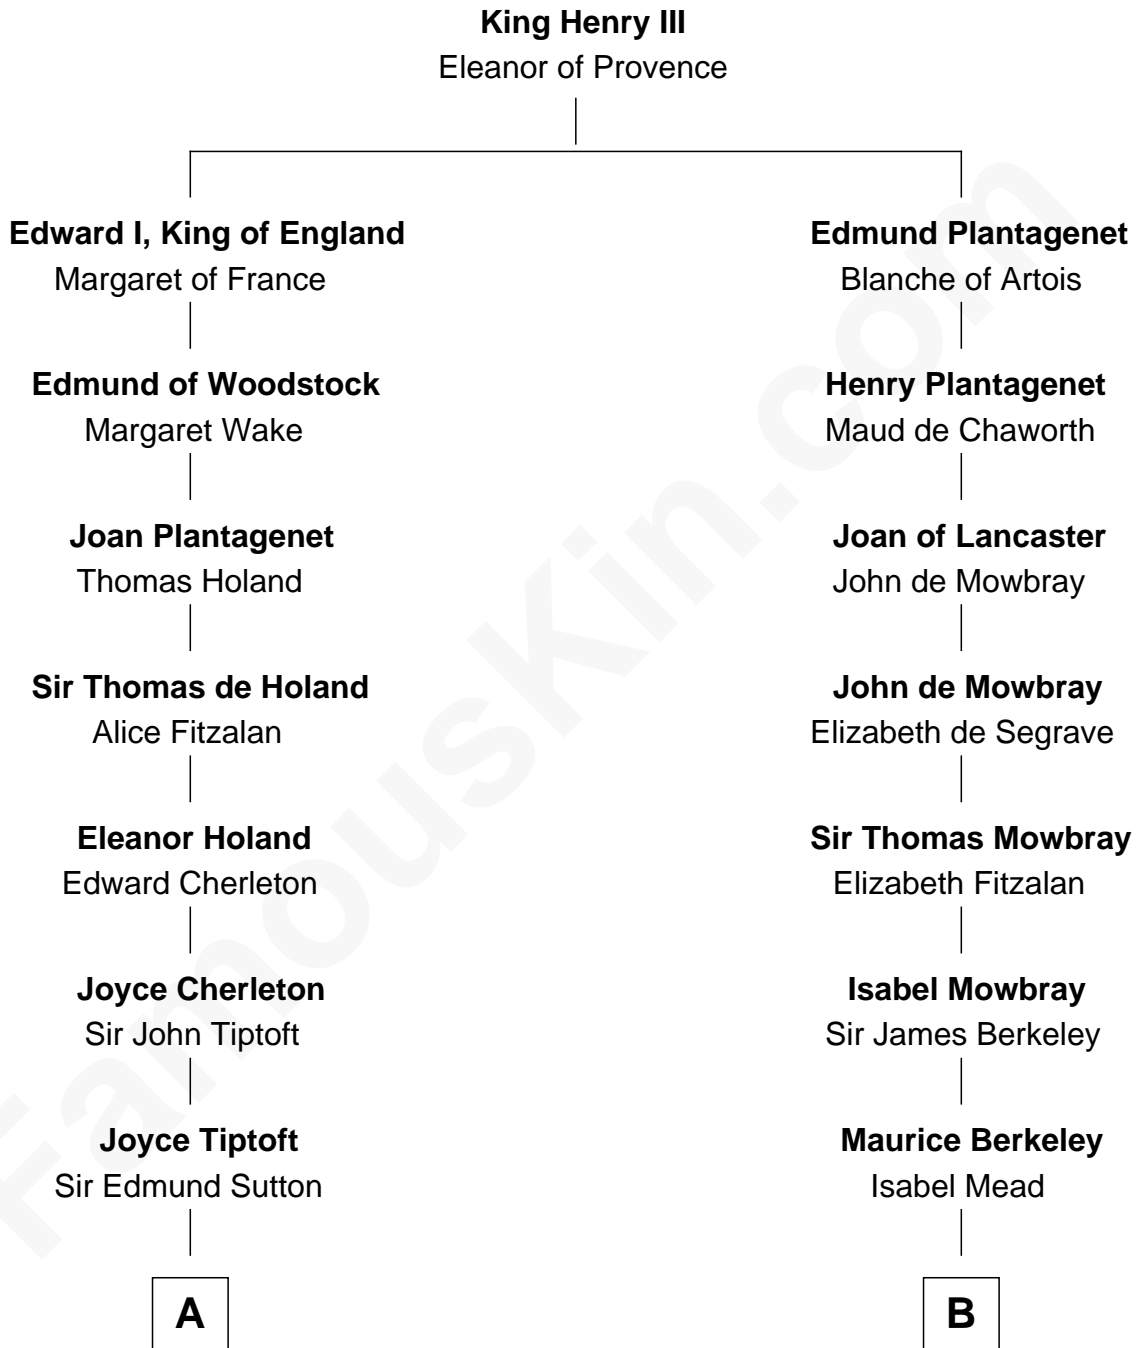 King Henry III
Eleanor of Provence
Edward I, King of England
Margaret of France
Edmund of Woodstock
Margaret Wake
Joan Plantagenet
Thomas Holand
Sir Thomas de Holand
Alice Fitzalan
Eleanor Holand
Edward Cherleton
Joyce Cherleton
Sir John Tiptoft
Joyce Tiptoft
Sir Edmund Sutton
A
Edmund Plantagenet
Blanche of Artois
Henry Plantagenet
Maud de Chaworth
Joan of Lancaster
John de Mowbray
John de Mowbray
Elizabeth de Segrave
Sir Thomas Mowbray
Elizabeth Fitzalan
Isabel Mowbray
Sir James Berkeley
Maurice Berkeley
Isabel Mead
B
FamousKin.com